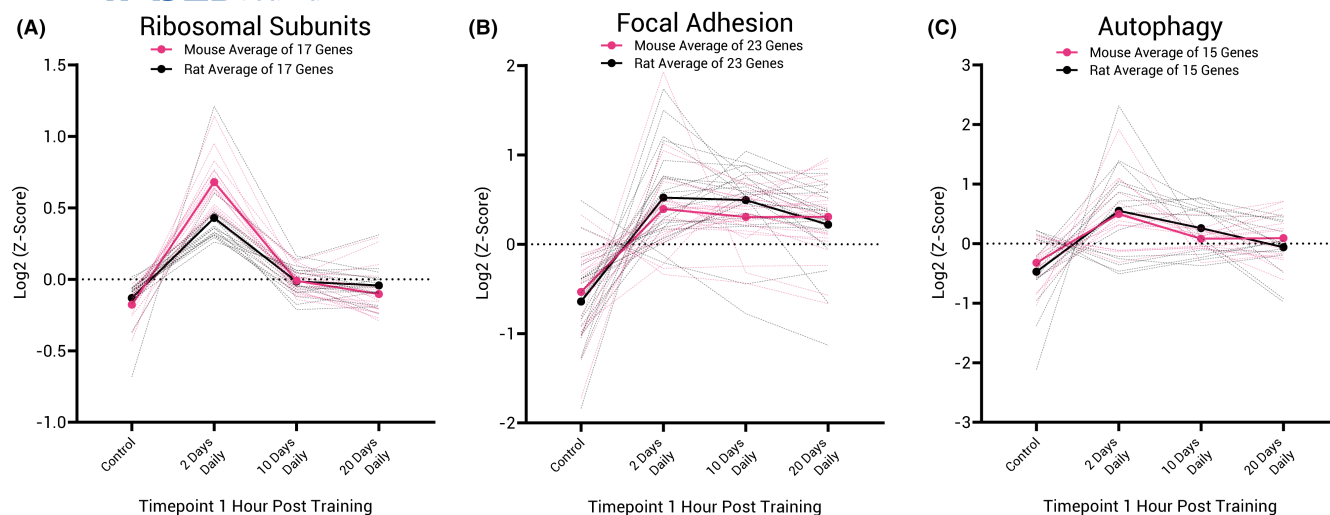 (A)
Ribosomal Subunits
Mouse Average of 17 Genes
Rat Average of 17 Genes
Log2 (Z-Score)
1.5
1.0
0.5
0.0
-0.5
-1.0
Control
2 Days Daily
10 Days Daily
20 Days Daily
Timepoint 1 Hour Post Training
(B)
Focal Adhesion
Mouse Average of 23 Genes
Rat Average of 23 Genes
Log2 (Z-Score)
2
1
0
-1
-2
Control
2 Days Daily
10 Days Daily
20 Days Daily
Timepoint 1 Hour Post Training
(C)
Autophagy
Mouse Average of 15 Genes
Rat Average of 15 Genes
Log2 (Z-Score)
3
2
1
0
-1
-2
-3
Control
2 Days Daily
10 Days Daily
20 Days Daily
Timepoint 1 Hour Post Training